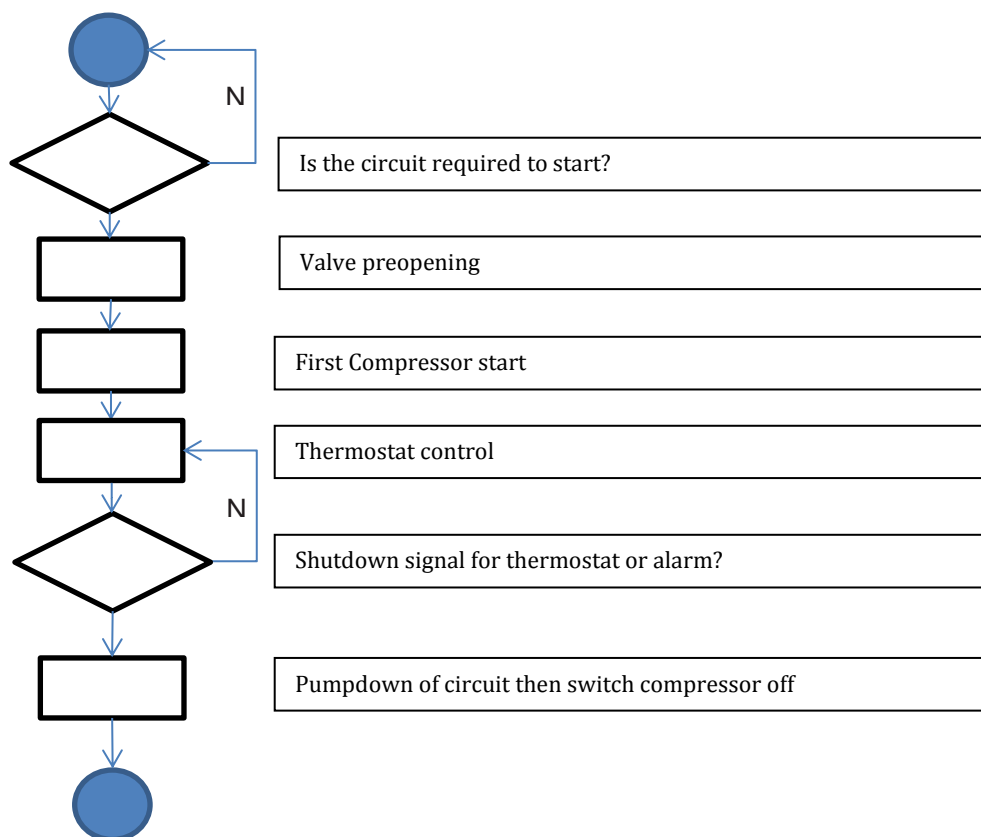 N
Is the circuit required to start?
Valve preopening
First Compressor start
Thermostat control
N
Shutdown signal for thermostat or alarm?
Pumpdown of circuit then switch compressor off